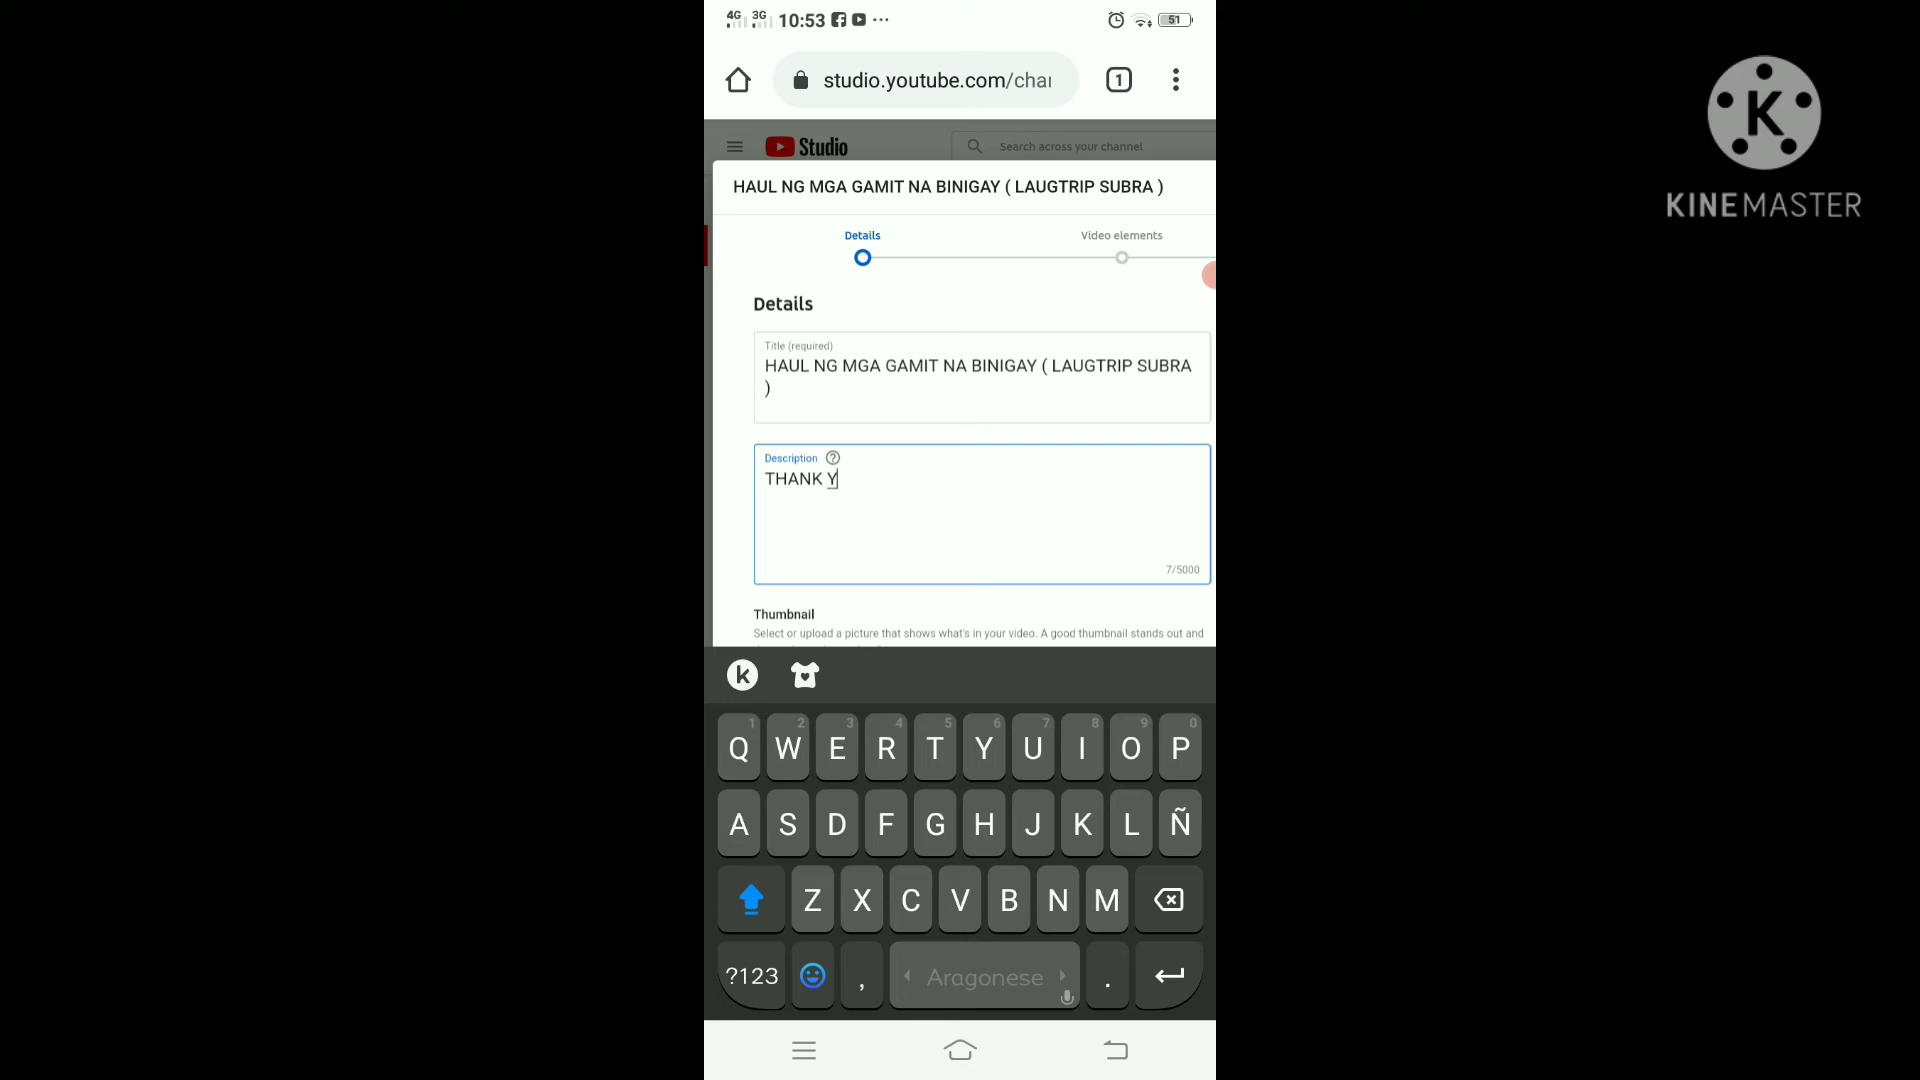 4G 3G 10:53 51
studio.youtube.com/chai
1
Studio
Search across your channel
HAUL NG MGA GAMIT NA BINIGAY ( LAUGTRIP SUBRA )
Details
Video elements
Details
Title (required)
HAUL NG MGA GAMIT NA BINIGAY ( LAUGTRIP SUBRA
)
Description ?
THANK Y
7/5000
Thumbnail
Select or upload a picture that shows what's in your video. A good thumbnail stands out and
k
1 2 3 4 5 6 7 8 9 0
Q W E R T Y U I O P
A S D F G H J K L Ñ
Z X C V B N M
?123 , Aragonese .
K
KINEMASTER